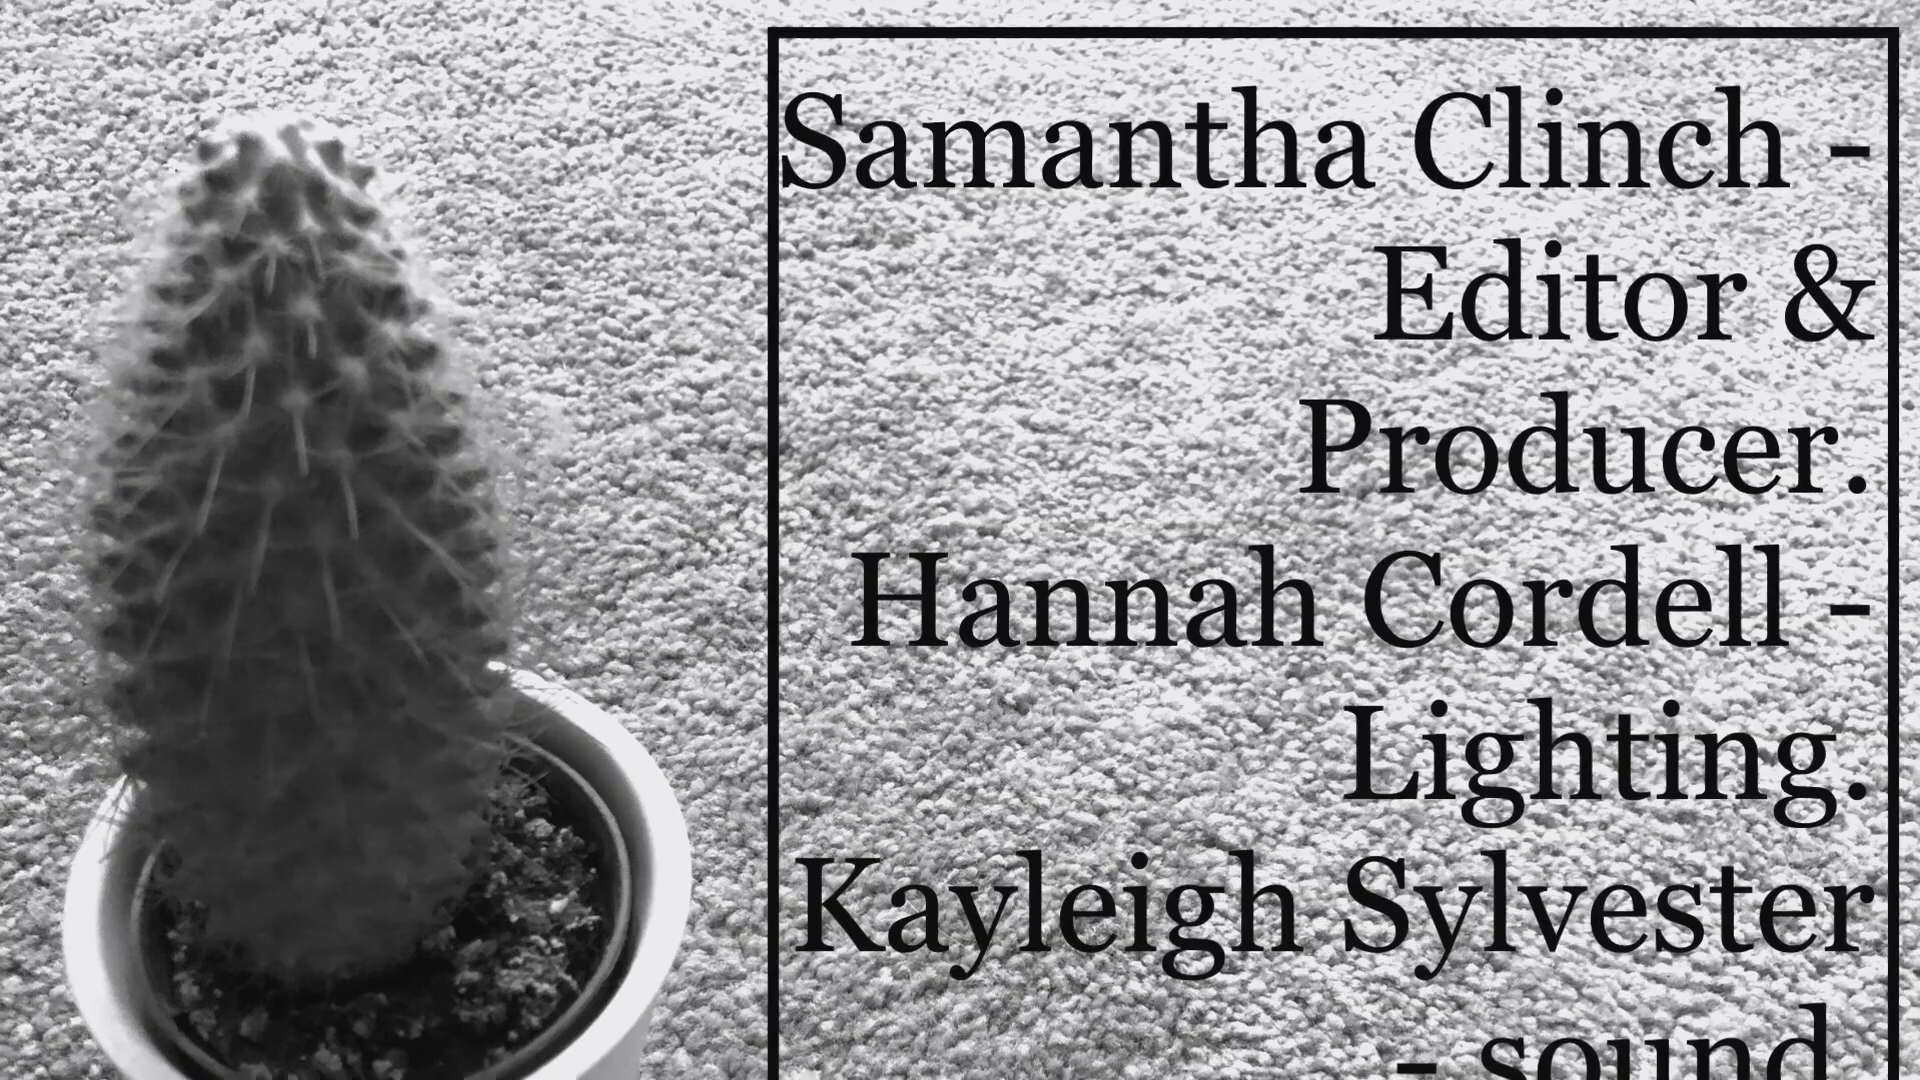 Samantha Clinch -
Editor &
Producer.
Hannah Cordell -
Lighting.
Kayleigh Sylvester
- sound